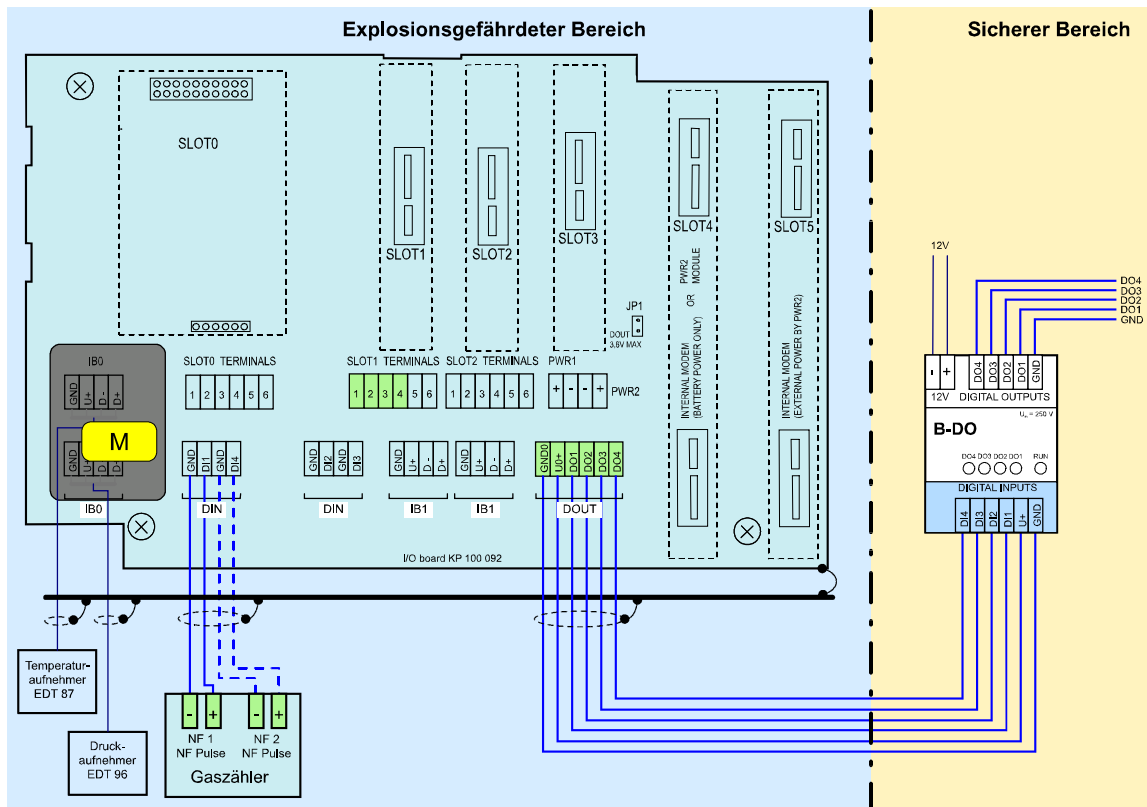 Explosionsgefährdeter Bereich
Sicherer Bereich
SLOT0
SLOT1
SLOT2
SLOT3
SLOT4
SLOT5
INTERNAL MODEM
(BATTERY POWER ONLY)
OR
PWR2
MODULE
INTERNAL MODEM
(EXTERNAL POWER BY PWR2)
JP1
DOUT
3.6V MAX
IB0
GND U+ D- D+
SLOT0 TERMINALS
1 2 3 4 5 6
SLOT1 TERMINALS
1 2 3 4 5 6
SLOT2 TERMINALS
1 2 3 4 5 6
PWR1
+ - - +
PWR2
M
GND U+ D D+
IB0
GND DI1 GND DI4
DIN
GND DI2 GND DI3
DIN
GND U+ D- D+
IB1
GND U+ D- D+
IB1
GND0 U0+ DO1 DO2 DO3 DO4
DOUT
I/O board KP 100 092
Temperatur-
aufnehmer
EDT 87
Druck-
aufnehmer
EDT 96
- + - +
NF 1
NF Pulse
NF 2
NF Pulse
Gaszähler
12V
DO4
DO3
DO2
DO1
GND
- +
12V
DO4 DO3 DO2 DO1 GND
DIGITAL OUTPUTS
= 250 V
B-DO
DO4 DO3 DO2 DO1 RUN
DIGITAL INPUTS
DI4 DI3 DI2 DI1 U+ GND